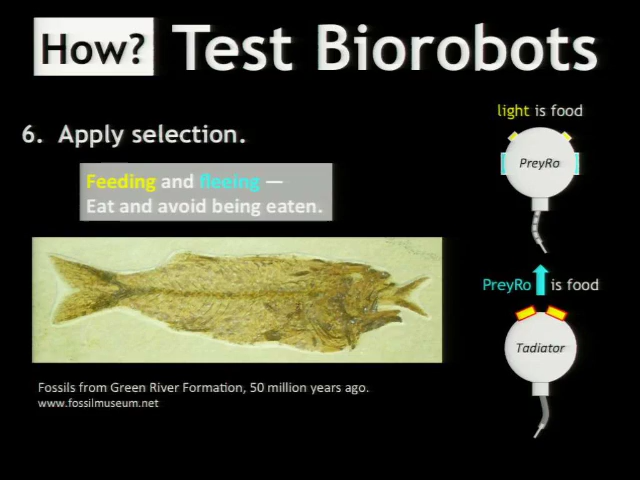 How? Test Biorobots
6. Apply selection.
Feeding and fleeing —
Eat and avoid being eaten.
Fossils from Green River Formation, 50 million years ago.
www.fossilmuseum.net
light is food
PreyRo
PreyRo is food
Tadiator